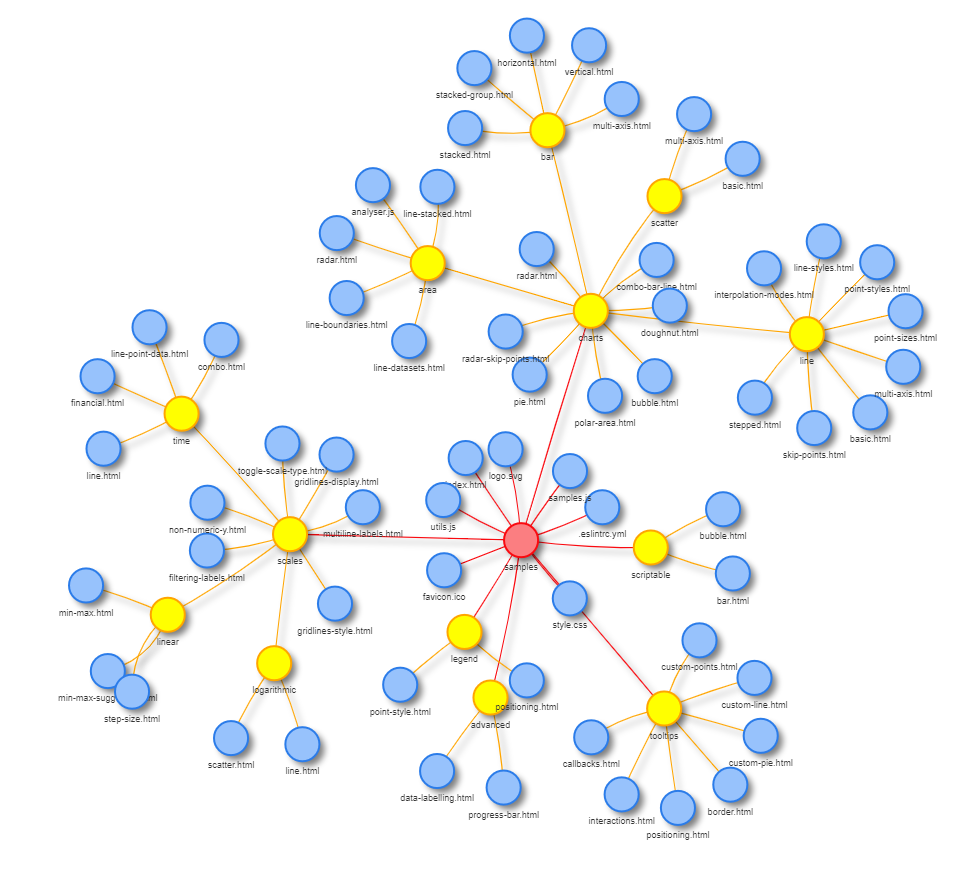 horizontal.html
vertical.html
stacked-group.html
multi-axis.html
stacked.html
bar
multi-axis.html
basic.html
analyser.js
line-stacked.html
scatter
radar.html
area
radar.html
combo-bar-line.html
line-styles.html
interpolation-modes.html
point-styles.html
line-boundaries.html
doughnut.html
charts
point-sizes.html
line-point-data.html
combo.html
line-datasets.html
radar-skip-points.html
line
financial.html
pie.html
bubble.html
multi-axis.html
time
polar-area.html
stepped.html
basic.html
skip-points.html
line.html
toggle-scale-type.html
gridlines-display.html
logo.svg
index.html
samples.js
non-numeric-y.html
multiline-labels.html
utils.js
.eslintrc.yml
bubble.html
scales
samples
filtering-labels.html
scriptable
favicon.ico
bar.html
min-max.html
gridlines-style.html
style.css
linear
legend
custom-points.html
logarithmic
min-max-sugg
step-size.html
point-style.html
positioning.html
custom-line.html
advanced
tooltips
scatter.html
line.html
callbacks.html
custom-pie.html
data-labelling.html
progress-bar.html
interactions.html
border.html
positioning.html